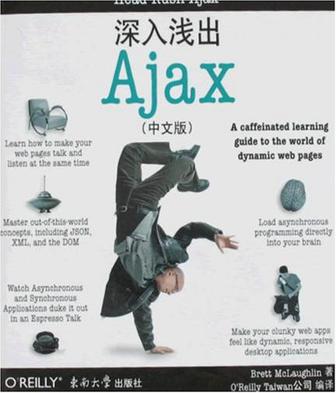 Head Rush Ajax
深入浅出
Ajax
(中文版)
A caffeinated learning
guide to the world of
dynamic web pages
Learn how to make your
web pages talk and
listen at the same time
Master out-of-this-world
concepts, including JSON,
XML, and the DOM
Load asynchronous
programming directly
into your brain
Watch Asynchronous
and Synchronous
Applications duke it out
in an Espresso Talk
Make your clunky web apps
feel like dynamic, responsive
desktop applications
Brett McLaughlin 著
O'Reilly Taiwan公司 编译
O'REILLY® 东南大学出版社